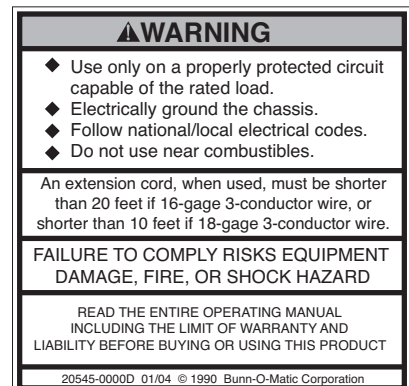 ⚠WARNING
◆ Use only on a properly protected circuit
capable of the rated load.
◆ Electrically ground the chassis.
◆ Follow national/local electrical codes.
◆ Do not use near combustibles.
An extension cord, when used, must be shorter
than 20 feet if 16-gage 3-conductor wire, or
shorter than 10 feet if 18-gage 3-conductor wire.
FAILURE TO COMPLY RISKS EQUIPMENT
DAMAGE, FIRE, OR SHOCK HAZARD
READ THE ENTIRE OPERATING MANUAL
INCLUDING THE LIMIT OF WARRANTY AND
LIABILITY BEFORE BUYING OR USING THIS PRODUCT
20545-0000D 01/04 © 1990 Bunn-O-Matic Corporation